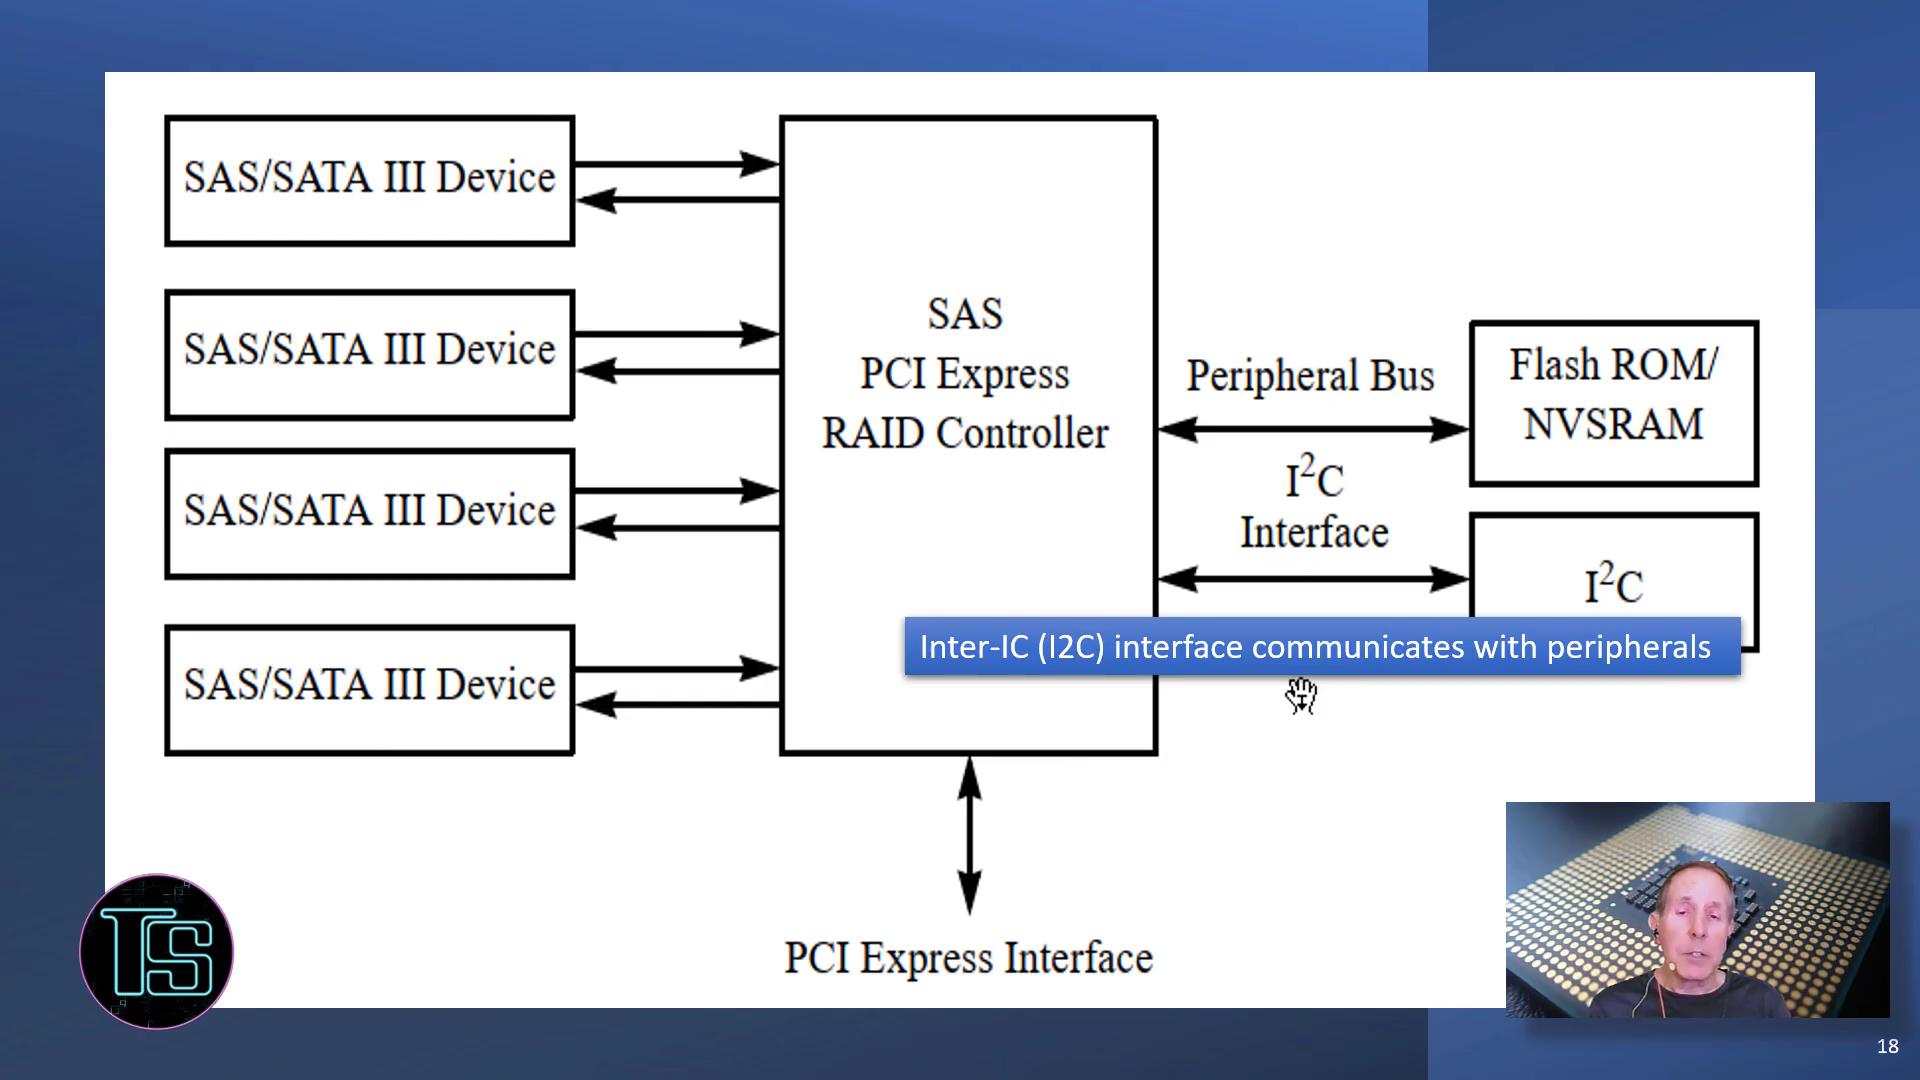 SAS/SATA III Device
SAS/SATA III Device
SAS/SATA III Device
SAS/SATA III Device
SAS
PCI Express
RAID Controller
Peripheral Bus
I²C
Interface
Flash ROM/
NVSRAM
I²C
Inter-IC (I2C) interface communicates with peripherals
PCI Express Interface
TS
18